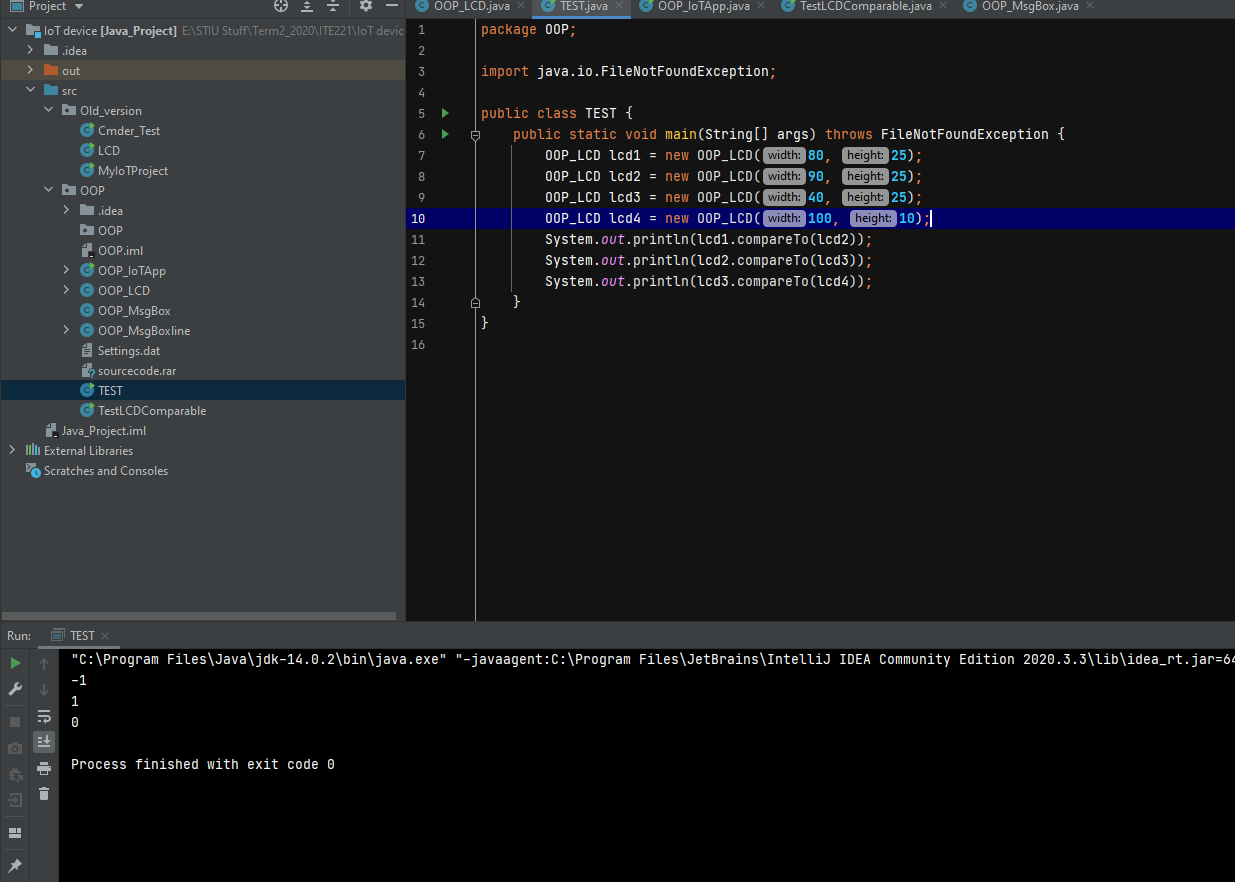 Project
OOP_LCD.java
TEST.java
OOP_IoTApp.java
TestLCDComparable.java
OOP_MsgBox.java
IoT device [Java_Project] E:\STIU Stuff\Term2_2020\ITE221\IoT devic
.idea
out
src
Old_version
Cmder_Test
LCD
MyIoTProject
OOP
.idea
OOP
OOP.iml
OOP_IoTApp
OOP_LCD
OOP_MsgBox
OOP_MsgBoxline
Settings.dat
sourcecode.rar
TEST
TestLCDComparable
Java_Project.iml
External Libraries
Scratches and Consoles
1 package OOP;
2
3 import java.io.FileNotFoundException;
4
5 public class TEST {
6 public static void main(String[] args) throws FileNotFoundException {
7 OOP_LCD lcd1 = new OOP_LCD( width: 80, height: 25);
8 OOP_LCD lcd2 = new OOP_LCD( width: 90, height: 25);
9 OOP_LCD lcd3 = new OOP_LCD( width: 40, height: 25);
10 OOP_LCD lcd4 = new OOP_LCD( width: 100, height: 10);
11 System.out.println(lcd1.compareTo(lcd2));
12 System.out.println(lcd2.compareTo(lcd3));
13 System.out.println(lcd3.compareTo(lcd4));
14 }
15 }
16
Run: TEST
"C:\Program Files\Java\jdk-14.0.2\bin\java.exe" "-javaagent:C:\Program Files\JetBrains\IntelliJ IDEA Community Edition 2020.3.3\lib\idea_rt.jar=64
-1
1
0
Process finished with exit code 0